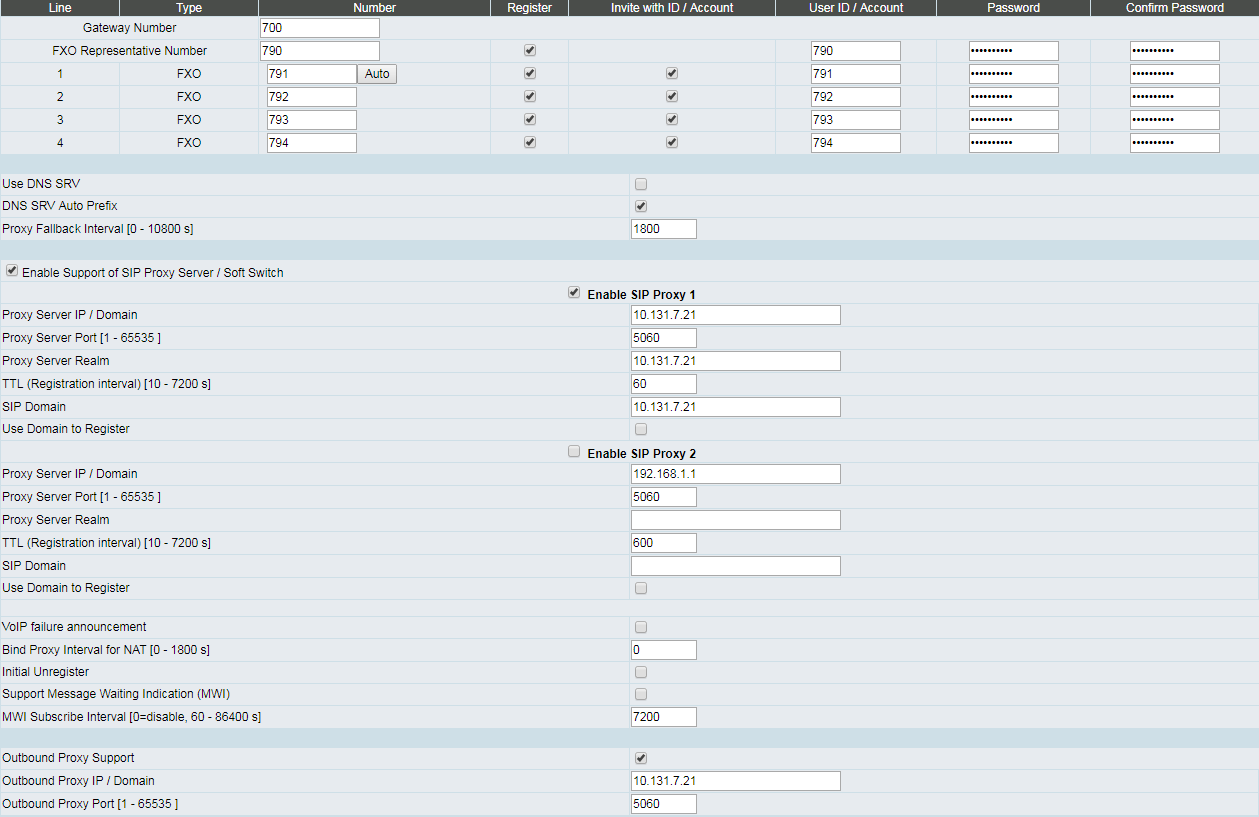 Line Type Number Register Invite with ID / Account User ID / Account Password Confirm Password
Gateway Number 700
FXO Representative Number 790 790 •••••••••• ••••••••••
1 FXO 791 Auto 791 •••••••••• ••••••••••
2 FXO 792 792 •••••••••• ••••••••••
3 FXO 793 793 •••••••••• ••••••••••
4 FXO 794 794 •••••••••• ••••••••••
Use DNS SRV
DNS SRV Auto Prefix
Proxy Fallback Interval [0 - 10800 s] 1800
Enable Support of SIP Proxy Server / Soft Switch
Enable SIP Proxy 1
Proxy Server IP / Domain 10.131.7.21
Proxy Server Port [1 - 65535 ] 5060
Proxy Server Realm 10.131.7.21
TTL (Registration interval) [10 - 7200 s] 60
SIP Domain 10.131.7.21
Use Domain to Register
Enable SIP Proxy 2
Proxy Server IP / Domain 192.168.1.1
Proxy Server Port [1 - 65535 ] 5060
Proxy Server Realm
TTL (Registration interval) [10 - 7200 s] 600
SIP Domain
Use Domain to Register
VoIP failure announcement
Bind Proxy Interval for NAT [0 - 1800 s] 0
Initial Unregister
Support Message Waiting Indication (MWI)
MWI Subscribe Interval [0=disable, 60 - 86400 s] 7200
Outbound Proxy Support
Outbound Proxy IP / Domain 10.131.7.21
Outbound Proxy Port [1 - 65535 ] 5060